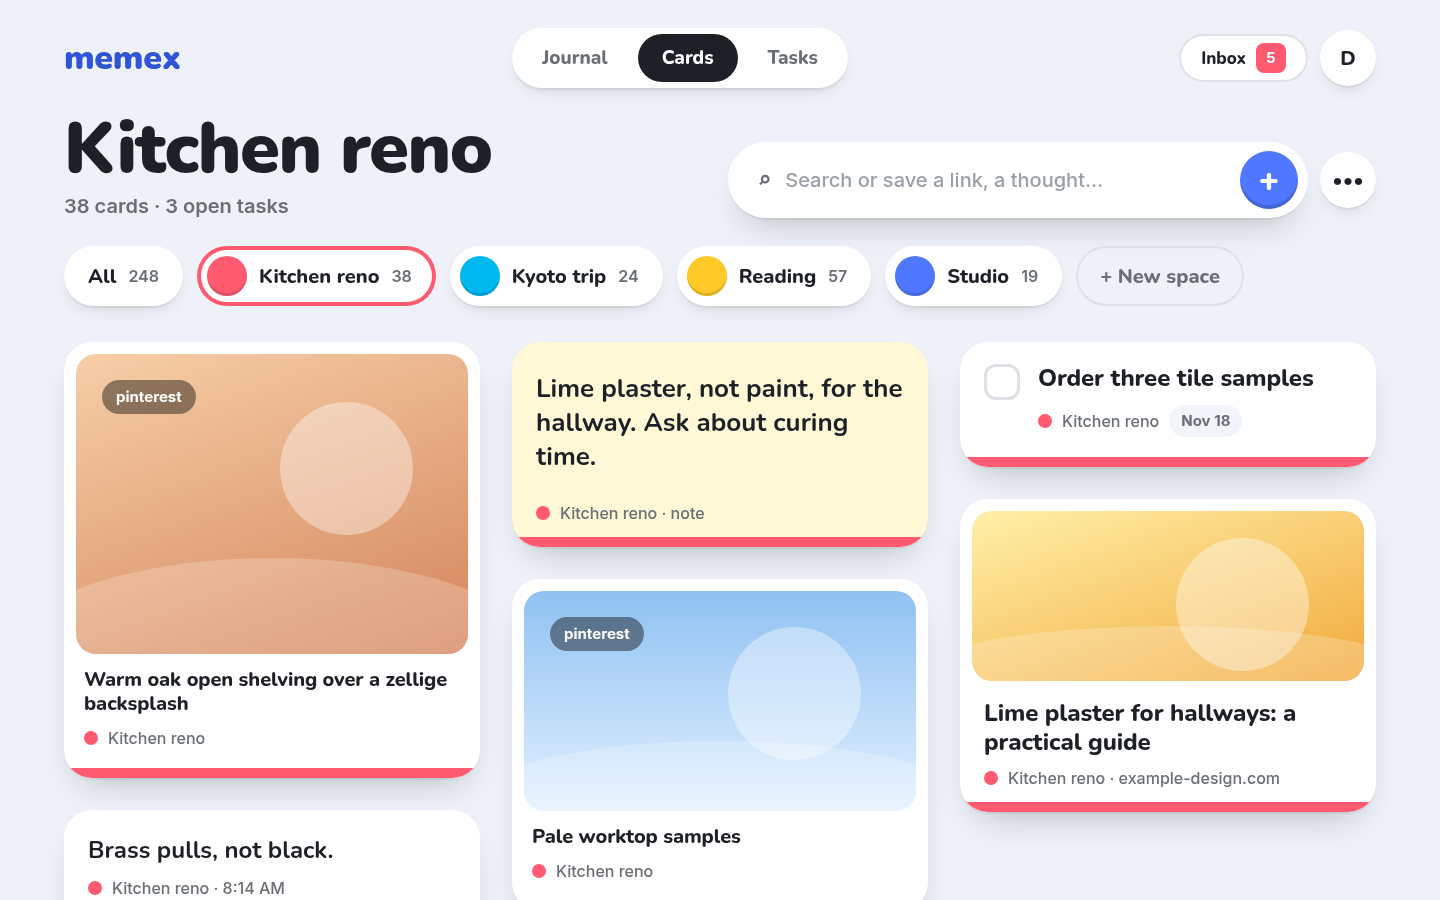 memex
Journal
Cards
Tasks
Inbox 5
D
Kitchen reno
38 cards · 3 open tasks
Search or save a link, a thought...
+
•••
All 248
Kitchen reno 38
Kyoto trip 24
Reading 57
Studio 19
+ New space
pinterest
Warm oak open shelving over a zellige
backsplash
Kitchen reno
Brass pulls, not black.
Kitchen reno · 8:14 AM
Lime plaster, not paint, for the
hallway. Ask about curing
time.
Kitchen reno · note
pinterest
Pale worktop samples
Kitchen reno
Order three tile samples
Kitchen reno Nov 18
Lime plaster for hallways: a
practical guide
Kitchen reno · example-design.com